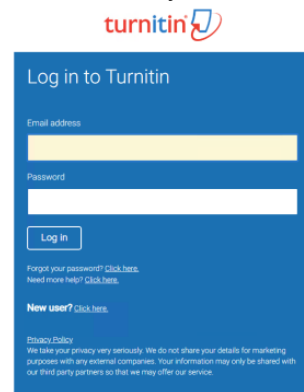 turnitin
Log in to Turnitin
Email address
Password
Log in
Forgot your password? Click here.
Need more help? Click here.
New user? Click here.
Privacy Policy
We take your privacy very seriously. We do not share your details for marketing
purposes with any external companies. Your information may only be shared with
our third party partners so that we may offer our service.